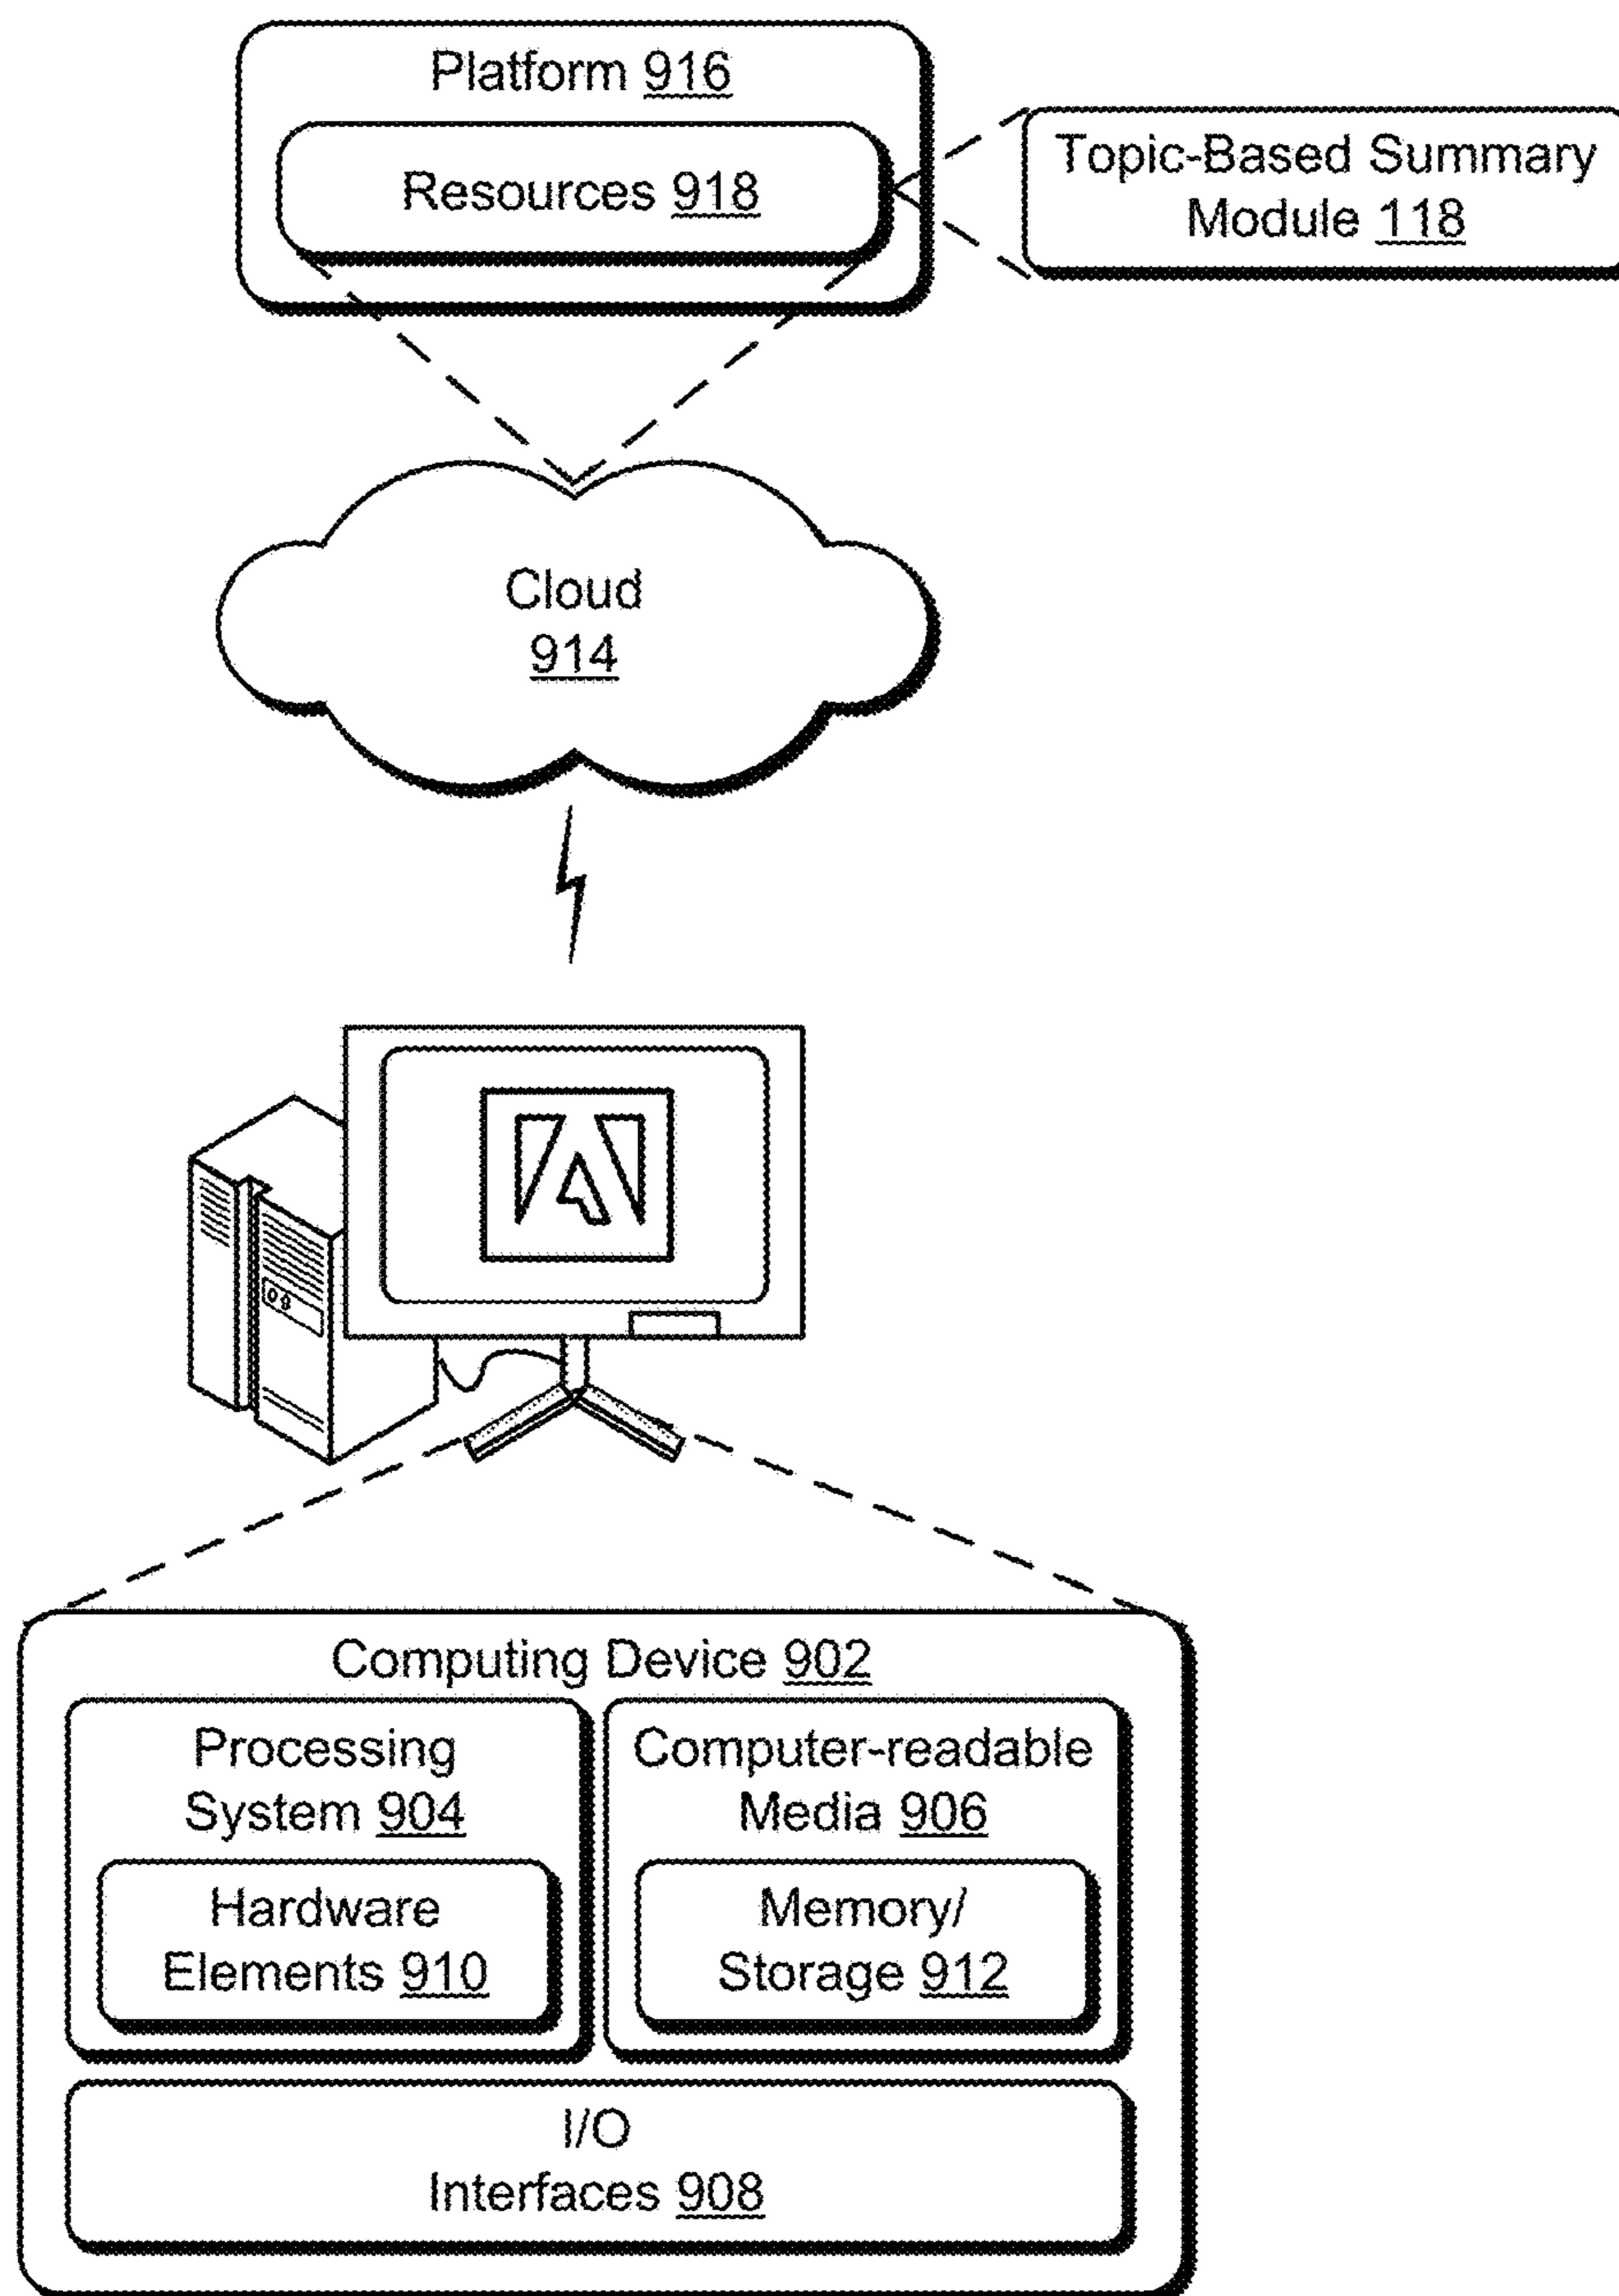 Platform 916
Resources 918
Topic-Based Summary
Module 118
Cloud
914
Computing Device 902
Processing
System 904
Hardware
Elements 910
Computer-readable
Media 906
Memory/
Storage 912
I/O
Interfaces 908